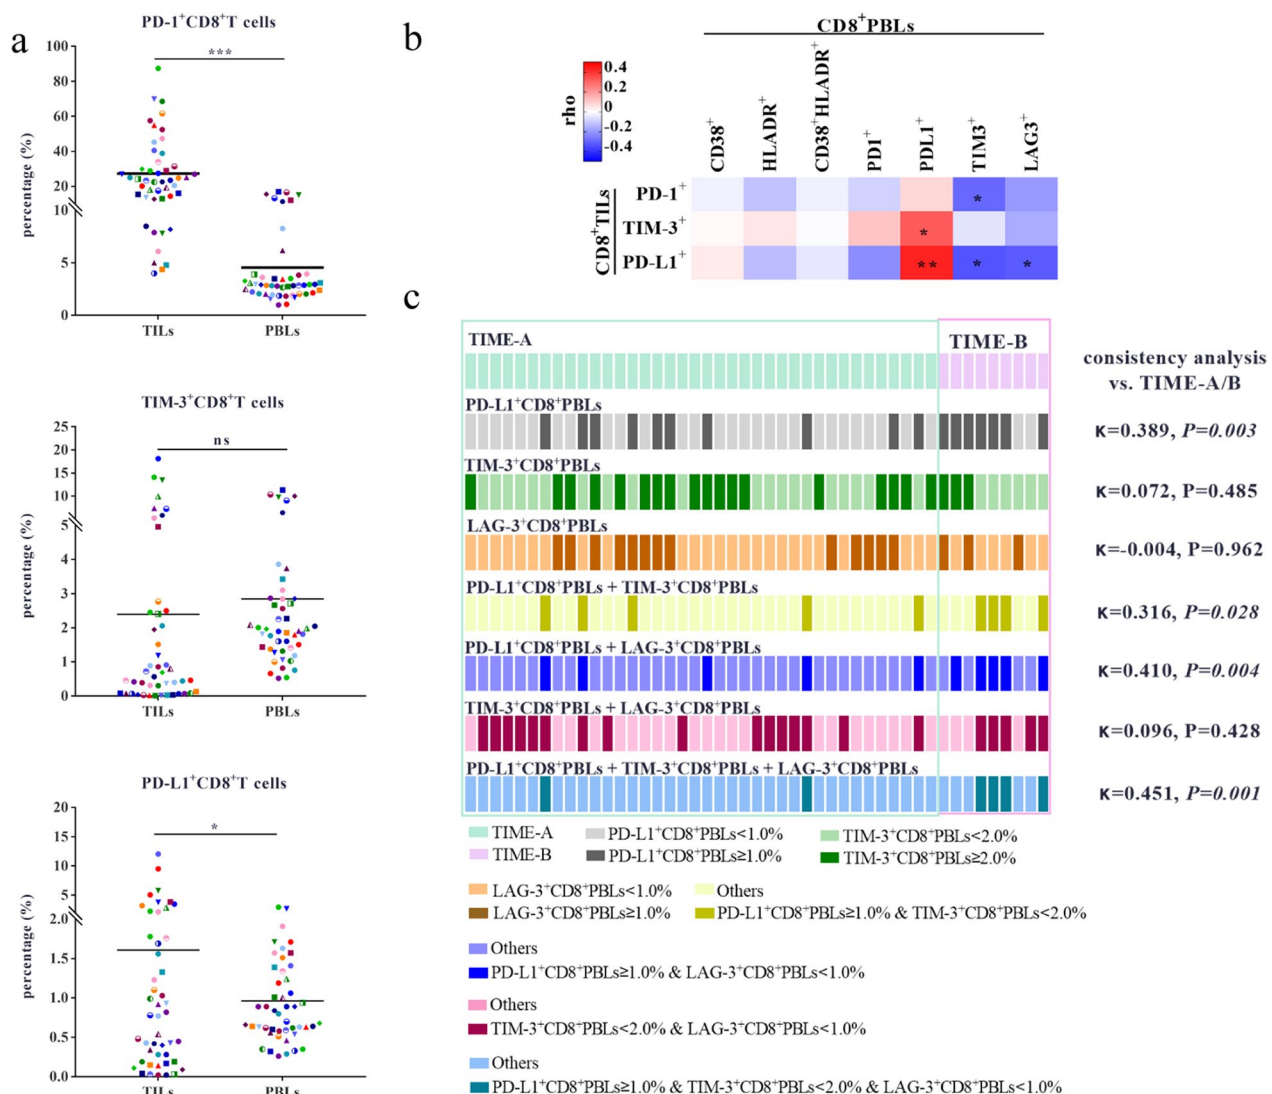 a
PD-1⁺CD8⁺T cells
***
percentage (%)
100
80
60
40
20
10
5
0
TILs PBLs
TIM-3⁺CD8⁺T cells
ns
percentage (%)
25
20
15
10
5
4
3
2
1
0
TILs PBLs
PD-L1⁺CD8⁺T cells
*
percentage (%)
20
15
10
5
2.0
1.5
1.0
0.5
0.0
TILs PBLs
b
CD8⁺PBLs
rho
0.4
0.2
0
-0.2
-0.4
CD38⁺ HLADR⁺ CD38⁺HLADR⁺ PD1⁺ PDL1⁺ TIM3⁺ LAG3⁺
CD8⁺TILs
PD-1⁺ *
TIM-3⁺ *
PD-L1⁺ ** * *
c
TIME-A TIME-B
consistency analysis
vs. TIME-A/B
PD-L1⁺CD8⁺PBLs
κ=0.389, P=0.003
TIM-3⁺CD8⁺PBLs
κ=0.072, P=0.485
LAG-3⁺CD8⁺PBLs
κ=-0.004, P=0.962
PD-L1⁺CD8⁺PBLs + TIM-3⁺CD8⁺PBLs
κ=0.316, P=0.028
PD-L1⁺CD8⁺PBLs + LAG-3⁺CD8⁺PBLs
κ=0.410, P=0.004
TIM-3⁺CD8⁺PBLs + LAG-3⁺CD8⁺PBLs
κ=0.096, P=0.428
PD-L1⁺CD8⁺PBLs + TIM-3⁺CD8⁺PBLs + LAG-3⁺CD8⁺PBLs
κ=0.451, P=0.001
TIME-A PD-L1⁺CD8⁺PBLs<1.0% TIM-3⁺CD8⁺PBLs<2.0%
TIME-B PD-L1⁺CD8⁺PBLs≥1.0% TIM-3⁺CD8⁺PBLs≥2.0%
LAG-3⁺CD8⁺PBLs<1.0% Others
LAG-3⁺CD8⁺PBLs≥1.0% PD-L1⁺CD8⁺PBLs≥1.0% & TIM-3⁺CD8⁺PBLs<2.0%
Others
PD-L1⁺CD8⁺PBLs≥1.0% & LAG-3⁺CD8⁺PBLs<1.0%
Others
TIM-3⁺CD8⁺PBLs<2.0% & LAG-3⁺CD8⁺PBLs<1.0%
Others
PD-L1⁺CD8⁺PBLs≥1.0% & TIM-3⁺CD8⁺PBLs<2.0% & LAG-3⁺CD8⁺PBLs<1.0%